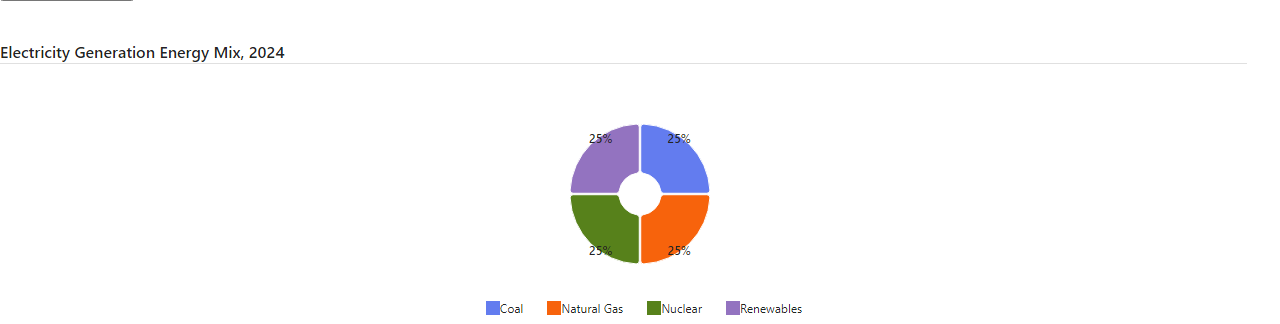 Electricity Generation Energy Mix, 2024
25% 25%
25% 25%
Coal Natural Gas Nuclear Renewables